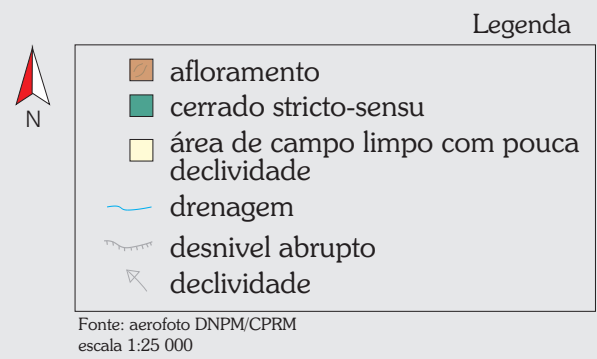 Legenda
N
afloramento
cerrado stricto-sensu
área de campo limpo com pouca
declividade
drenagem
desnivel abrupto
declividade
Fonte: aerofoto DNPM/CPRM
escala 1:25 000